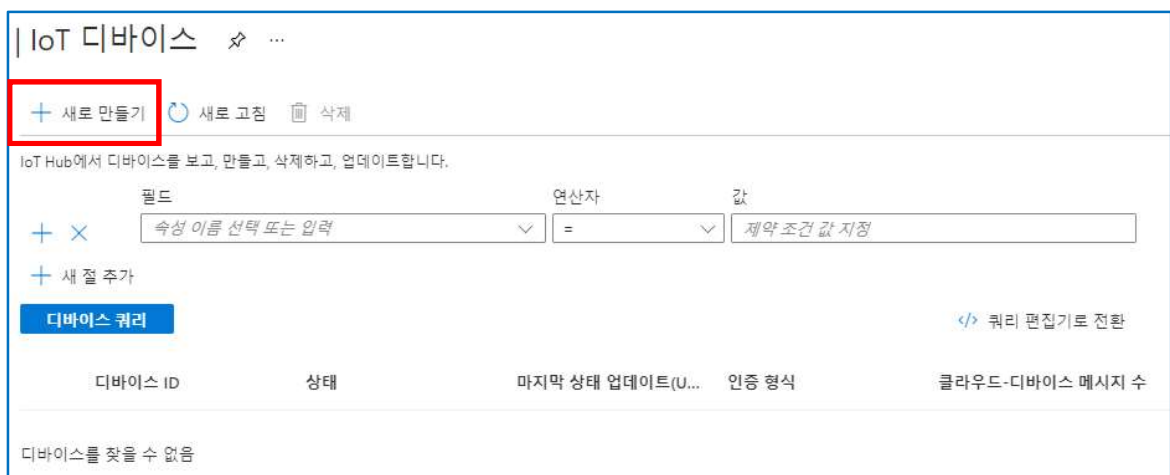 | IoT 디바이스 ...
새로 만들기 새로 고침 삭제
IoT Hub에서 디바이스를 보고, 만들고, 삭제하고, 업데이트합니다.
필드 연산자 값
속성 이름 선택 또는 입력 = 제약 조건 값 지정
새 절 추가
디바이스 쿼리 </> 쿼리 편집기로 전환
디바이스 ID 상태 마지막 상태 업데이트(U... 인증 형식 클라우드-디바이스 메시지 수
디바이스를 찾을 수 없음